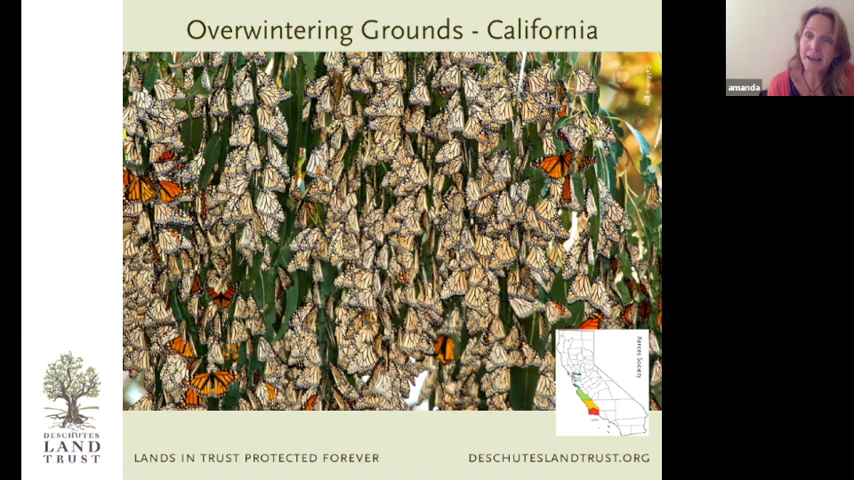 Overwintering Grounds - California
amanda
Xerces Society
DESCHUTES
LAND
TRUST
LANDS IN TRUST PROTECTED FOREVER
DESCHUTESLANDTRUST.ORG